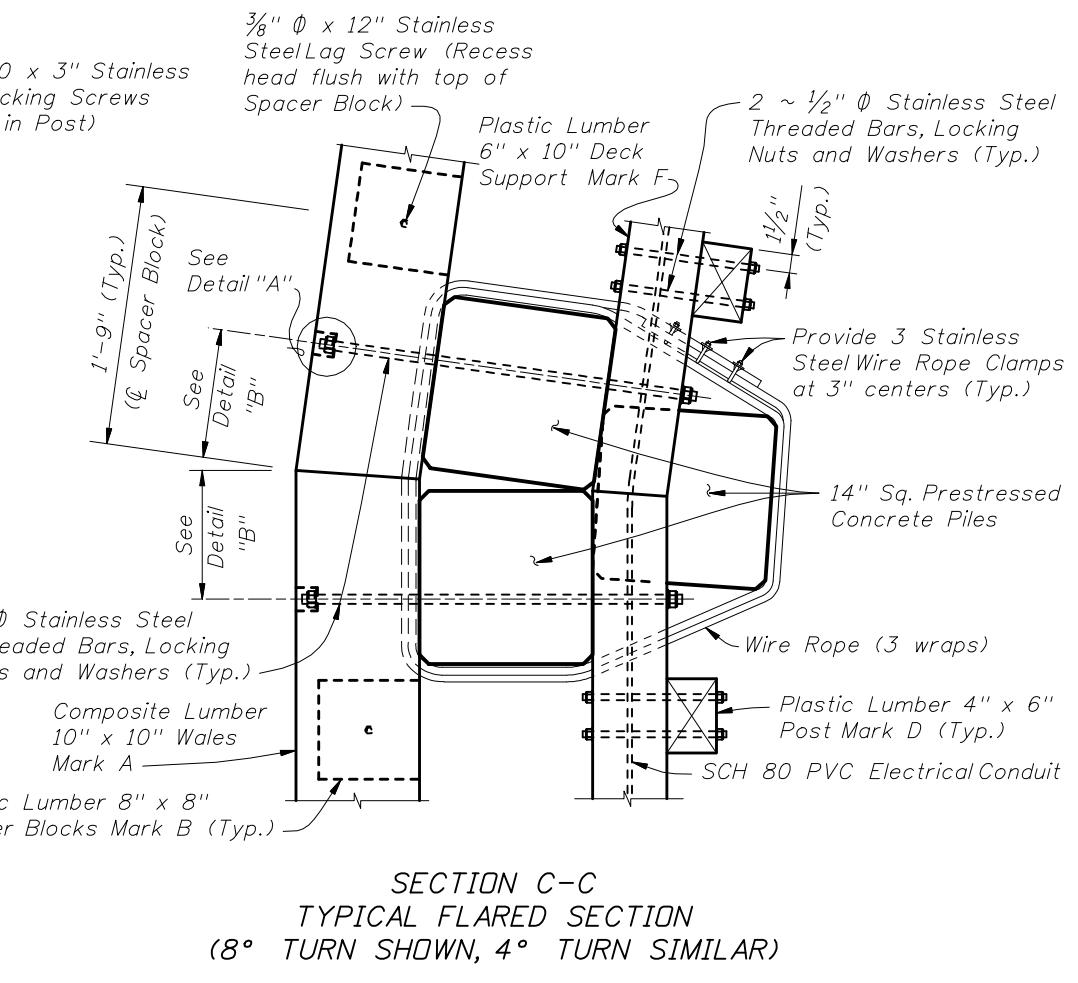 3/8" Φ x 12" Stainless
Steel Lag Screw (Recess
head flush with top of
Spacer Block)
0 x 3" Stainless
cking Screws
in Post)
Plastic Lumber
6" x 10" Deck
Support Mark F
2 ~ 1/2" Φ Stainless Steel
Threaded Bars, Locking
Nuts and Washers (Typ.)
1 1/2"
(Typ.)
1'-9" (Typ.)
(℄ Spacer Block)
See
Detail "A"
See
Detail
"B"
Provide 3 Stainless
Steel Wire Rope Clamps
at 3" centers (Typ.)
14" Sq. Prestressed
Concrete Piles
See
Detail
"B"
Φ Stainless Steel
eaded Bars, Locking
s and Washers (Typ.)
Wire Rope (3 wraps)
Composite Lumber
10" x 10" Wales
Mark A
Plastic Lumber 4" x 6"
Post Mark D (Typ.)
SCH 80 PVC Electrical Conduit
c Lumber 8" x 8"
er Blocks Mark B (Typ.)
SECTION C-C
TYPICAL FLARED SECTION
(8° TURN SHOWN, 4° TURN SIMILAR)